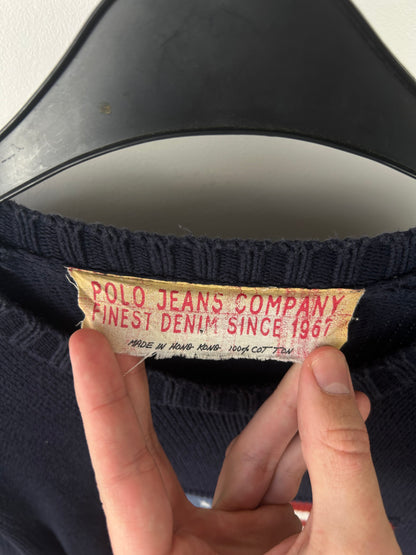 POLO JEANS COMPANY
FINEST DENIM SINCE 1967
MADE IN HONG KONG 100% COTTON